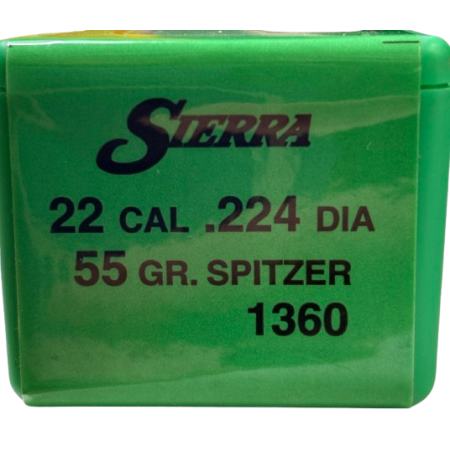 SIERRA
22 CAL .224 DIA
55 GR. SPITZER
1360